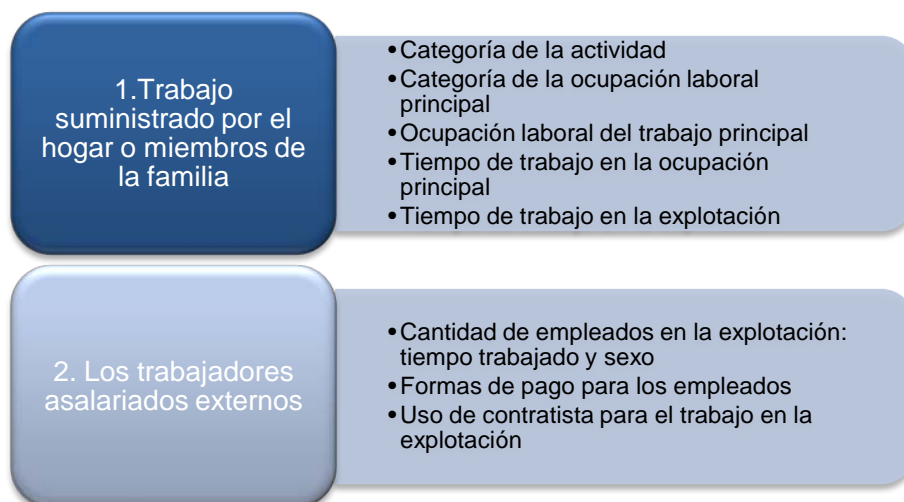 1.Trabajo
suministrado por el
hogar o miembros de
la familia
•Categoría de la actividad
•Categoría de la ocupación laboral
principal
•Ocupación laboral del trabajo principal
•Tiempo de trabajo en la ocupación
principal
•Tiempo de trabajo en la explotación
2. Los trabajadores
asalariados externos
•Cantidad de empleados en la explotación:
tiempo trabajado y sexo
•Formas de pago para los empleados
•Uso de contratista para el trabajo en la
explotación